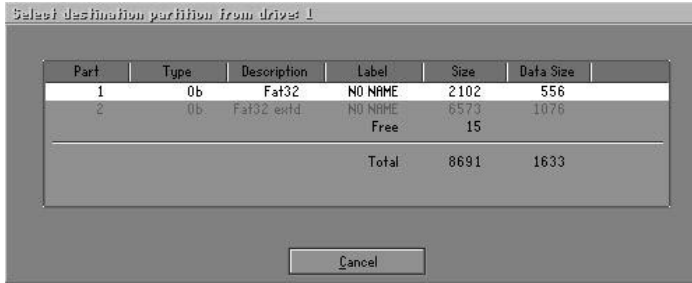 Select destination partition from drive: 1
Part Type Description Label Size Data Size
1 0b Fat32 NO NAME 2102 556
2 0b Fat32 extd NO NAME 6573 1076
Free 15
Total 8691 1633
Cancel